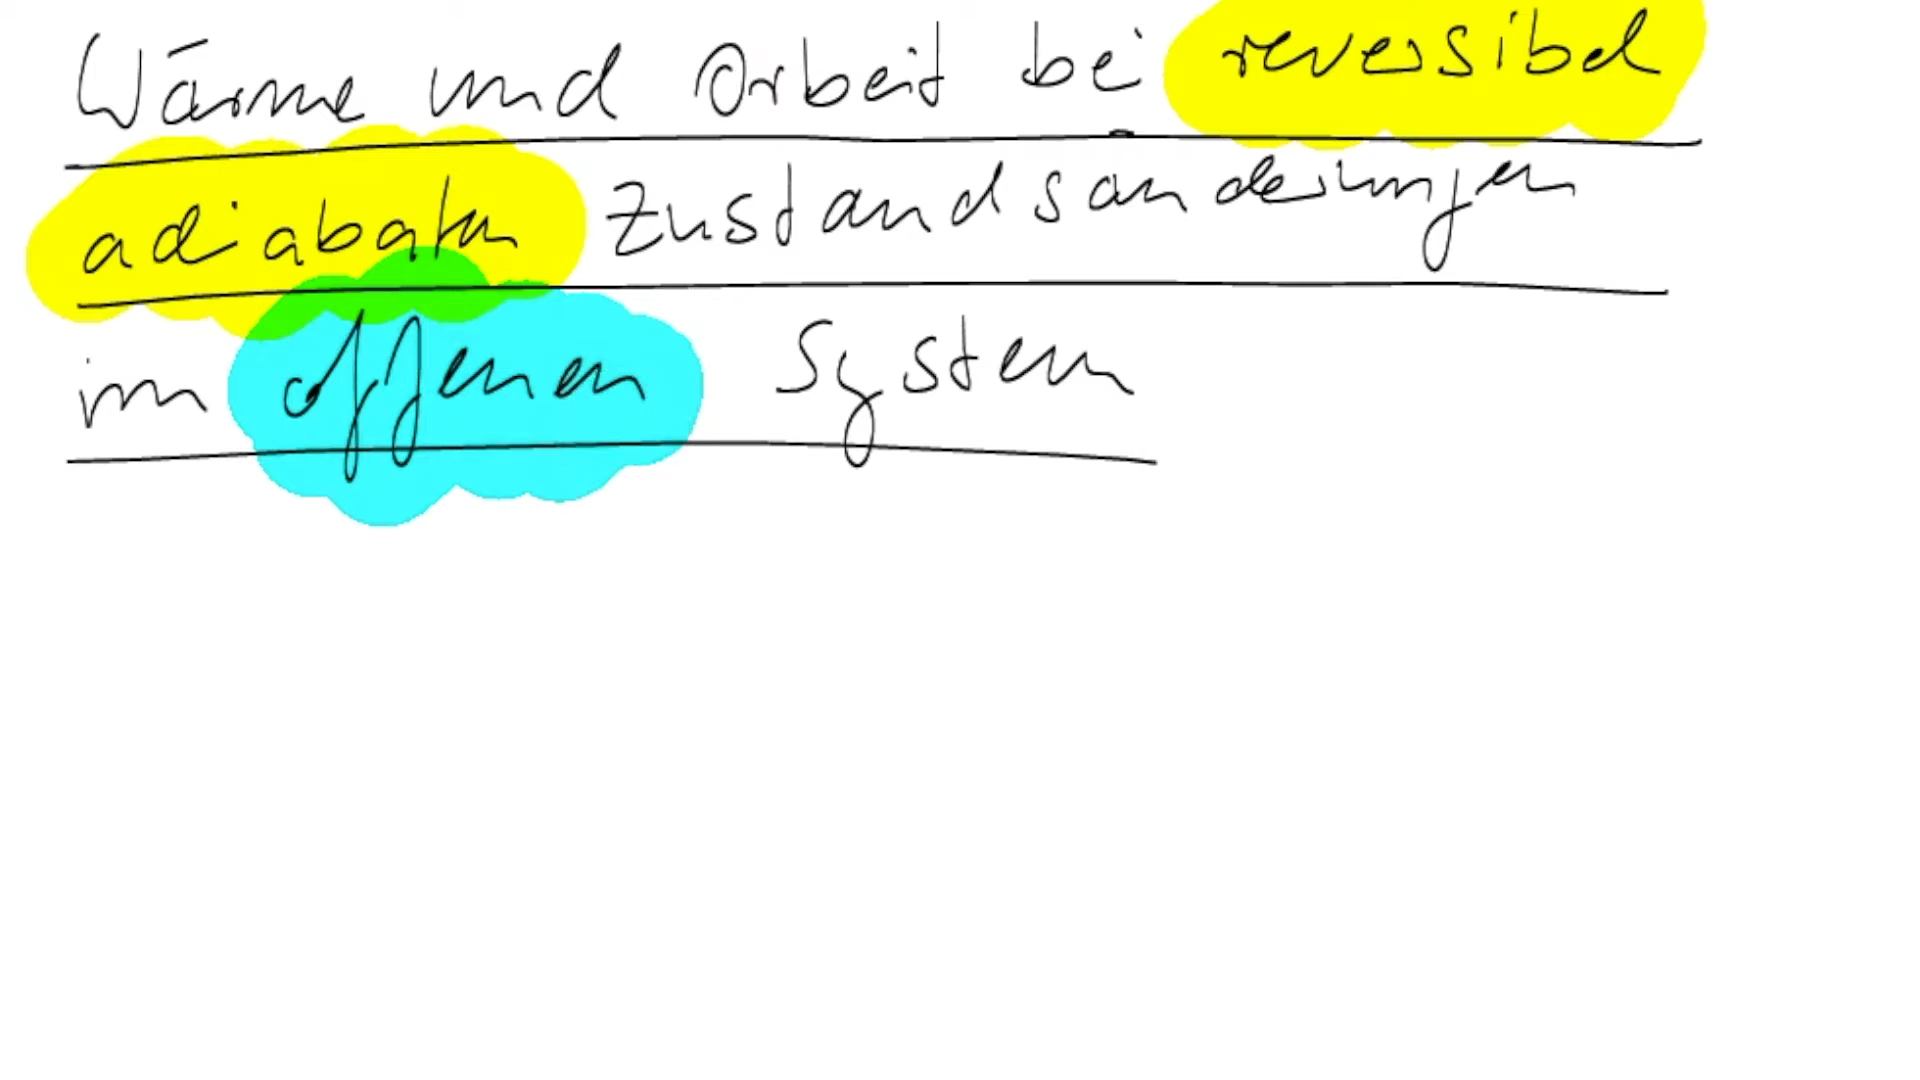 Wärme und Arbeit bei reversibel
adiabaten Zustandsänderungen
im offenen System